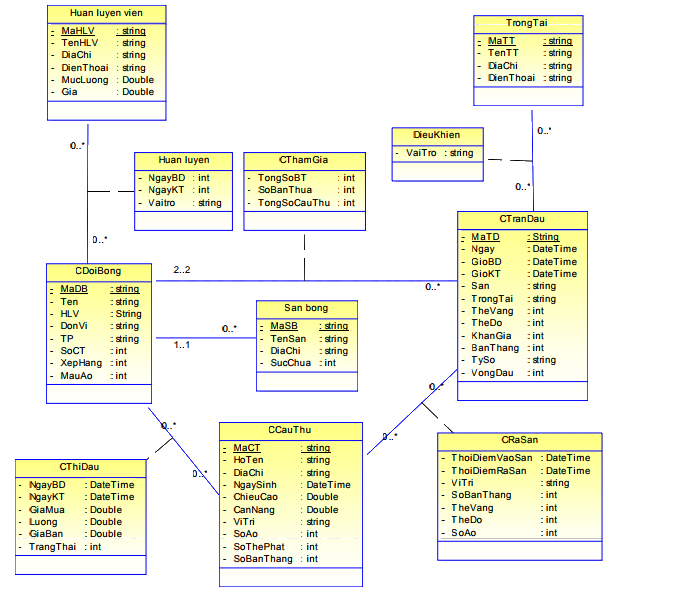 Huan luyen vien
- MaHLV : string
- TenHLV : string
- DiaChi : string
- DienThoai : string
- MucLuong : Double
- Gia : Double
TrongTai
- MaTT : string
- TenTT : string
- DiaChi : string
- DienThoai : string
0..*
0..*
DieuKhien
- VaiTro : string
0..*
Huan luyen
- NgayBD : int
- NgayKT : int
- Vaitro : string
0..*
CThamGia
- TongSoBT : int
- SoBanThua : int
- TongSoCauThu : int
CTranDau
- MaTD : String
- Ngay : DateTime
- GioBD : DateTime
- GioKT : DateTime
- San : string
- TrongTai : string
- TheVang : int
- TheDo : int
- KhanGia : int
- BanThang : int
- TySo : string
- VongDau : int
2..2
0..*
CDoiBong
- MaDB : string
- Ten : string
- HLV : String
- DonVi : string
- TP : string
- SoCT : int
- XepHang : int
- MauAo : int
0..*
1..1
San bong
- MaSB : string
- TenSan : string
- DiaChi : string
- SucChua : int
0..*
0..*
0..*
0..*
CCauThu
- MaCT : string
- HoTen : string
- DiaChi : string
- NgaySinh : DateTime
- ChieuCao : Double
- CanNang : Double
- ViTri : string
- SoAo : int
- SoThePhat : int
- SoBanThang : int
CRaSan
- ThoiDiemVaoSan : DateTime
- ThoiDiemRaSan : DateTime
- ViTri : string
- SoBanThang : int
- TheVang : int
- TheDo : int
- SoAo : int
CThiDau
- NgayBD : DateTime
- NgayKT : DateTime
- GiaMua : Double
- Luong : Double
- GiaBan : Double
- TrangThai : int